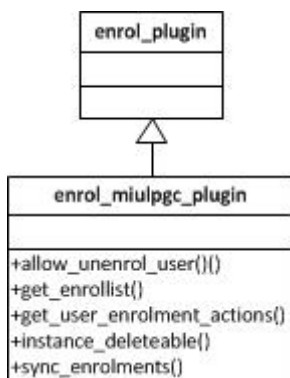 enrol_plugin
enrol_miulpgc_plugin
+allow_unenrol_user()()
+get_enrollist()
+get_user_enrolment_actions()
+instance_deleteable()
+sync_enrolments()